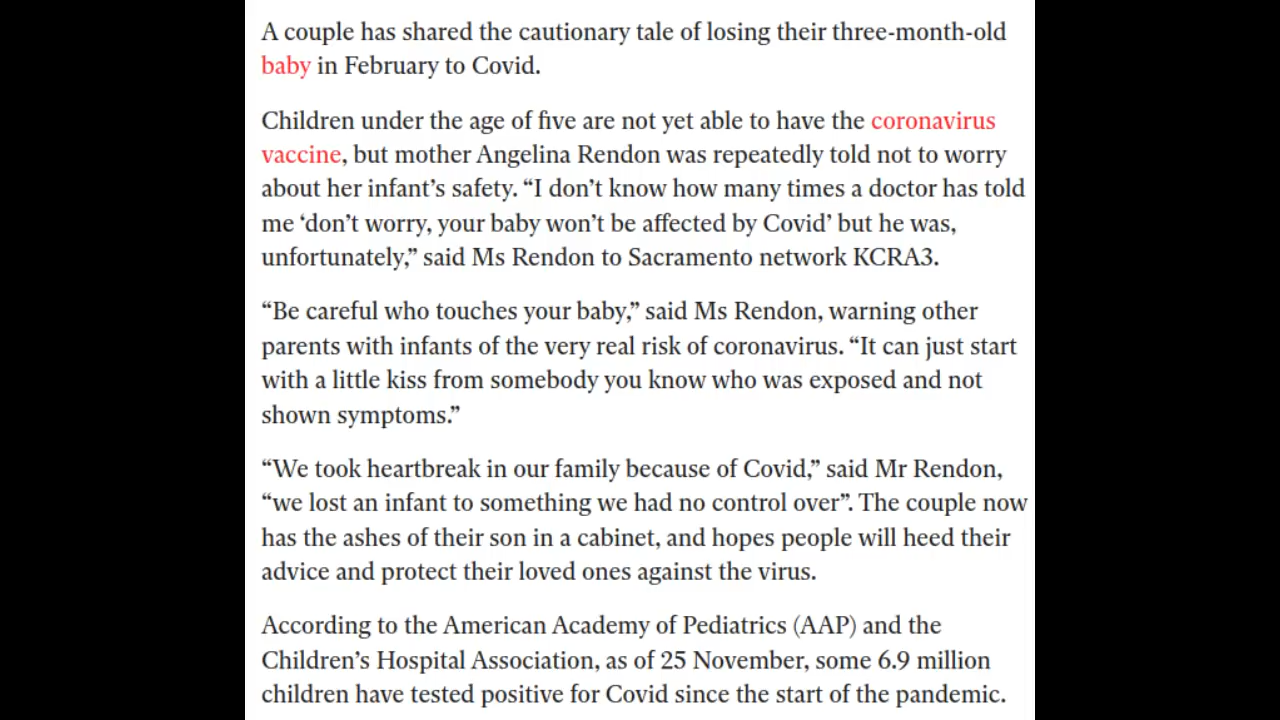 A couple has shared the cautionary tale of losing their three-month-old
baby in February to Covid.
Children under the age of five are not yet able to have the coronavirus
vaccine, but mother Angelina Rendon was repeatedly told not to worry
about her infant’s safety. “I don’t know how many times a doctor has told
me ‘don’t worry, your baby won’t be affected by Covid’ but he was,
unfortunately,” said Ms Rendon to Sacramento network KCRA3.
“Be careful who touches your baby,” said Ms Rendon, warning other
parents with infants of the very real risk of coronavirus. “It can just start
with a little kiss from somebody you know who was exposed and not
shown symptoms.”
“We took heartbreak in our family because of Covid,” said Mr Rendon,
“we lost an infant to something we had no control over”. The couple now
has the ashes of their son in a cabinet, and hopes people will heed their
advice and protect their loved ones against the virus.
According to the American Academy of Pediatrics (AAP) and the
Children’s Hospital Association, as of 25 November, some 6.9 million
children have tested positive for Covid since the start of the pandemic.